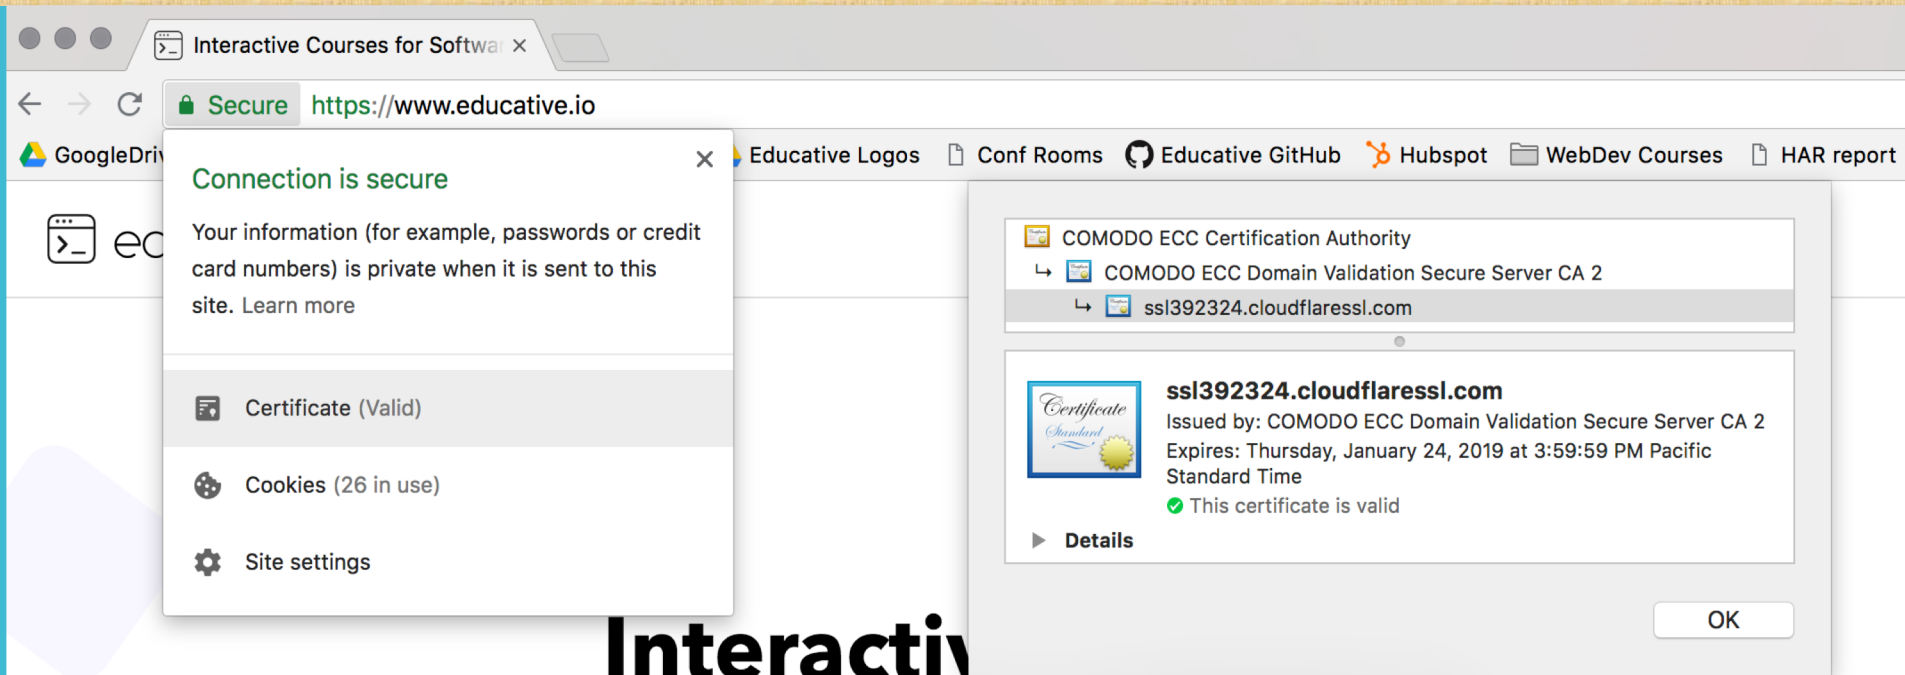 Interactive Courses for Softwa
Secure https://www.educative.io
GoogleDriv
Educative Logos Conf Rooms Educative GitHub Hubspot WebDev Courses HAR report
Connection is secure
Your information (for example, passwords or credit
card numbers) is private when it is sent to this
site. Learn more
Certificate (Valid)
Cookies (26 in use)
Site settings
COMODO ECC Certification Authority
COMODO ECC Domain Validation Secure Server CA 2
ssl392324.cloudflaressl.com
Certificate
Standard
ssl392324.cloudflaressl.com
Issued by: COMODO ECC Domain Validation Secure Server CA 2
Expires: Thursday, January 24, 2019 at 3:59:59 PM Pacific
Standard Time
This certificate is valid
Details
OK
Interactiv